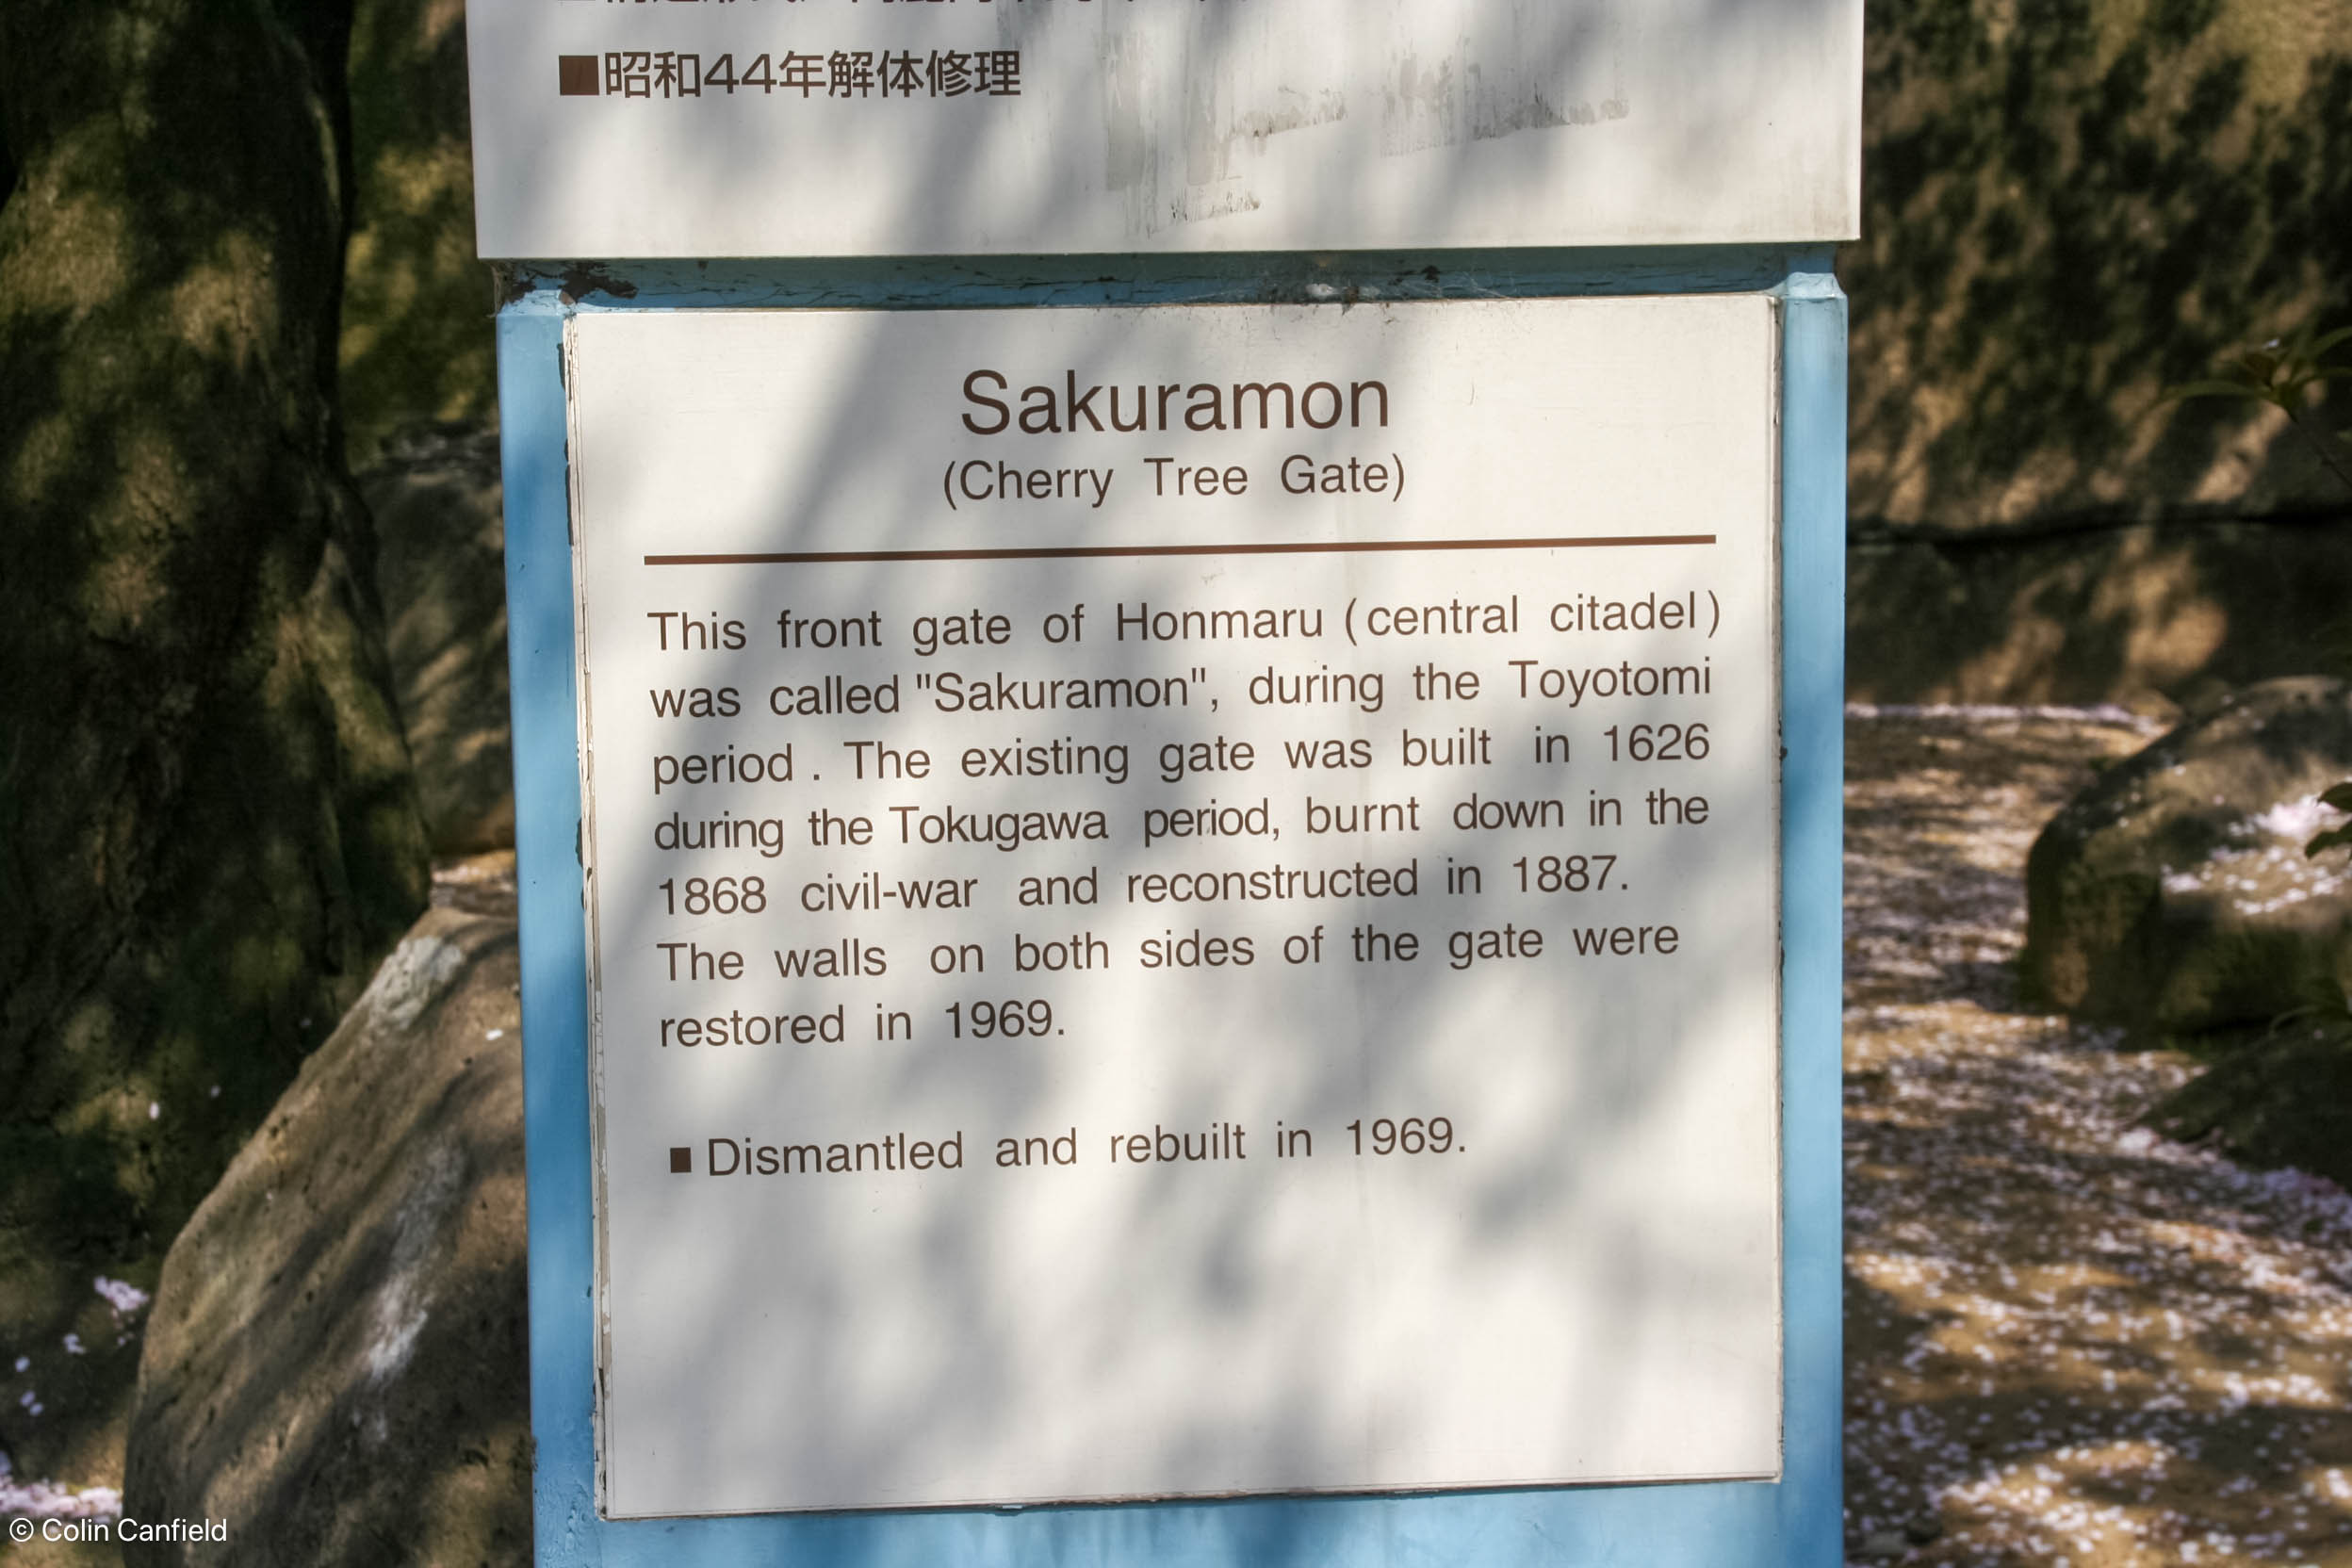 ■昭和44年解体修理
Sakuramon
(Cherry Tree Gate)
This front gate of Honmaru (central citadel)
was called "Sakuramon", during the Toyotomi
period . The existing gate was built in 1626
during the Tokugawa period, burnt down in the
1868 civil-war and reconstructed in 1887.
The walls on both sides of the gate were
restored in 1969.
■ Dismantled and rebuilt in 1969.
© Colin Canfield